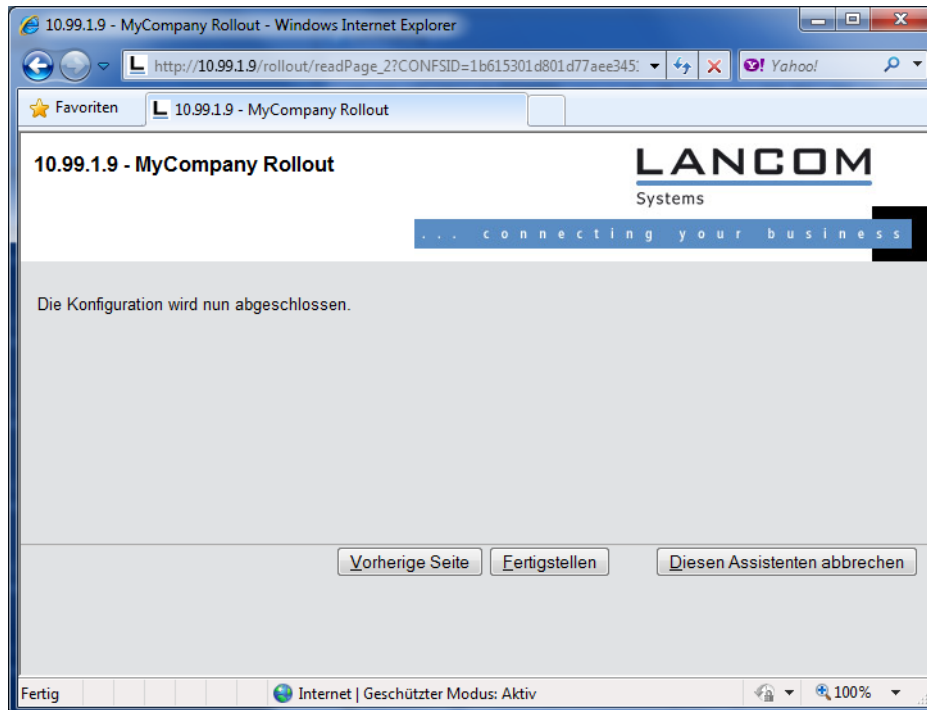 10.99.1.9 - MyCompany Rollout - Windows Internet Explorer
http://10.99.1.9/rollout/readPage_2?CONFSID=1b615301d801d77aee345
Yahoo!
Favoriten
10.99.1.9 - MyCompany Rollout
10.99.1.9 - MyCompany Rollout
LANCOM
Systems
... connecting your business
Die Konfiguration wird nun abgeschlossen.
Vorherige Seite
Fertigstellen
Diesen Assistenten abbrechen
Fertig
Internet | Geschützter Modus: Aktiv
100%